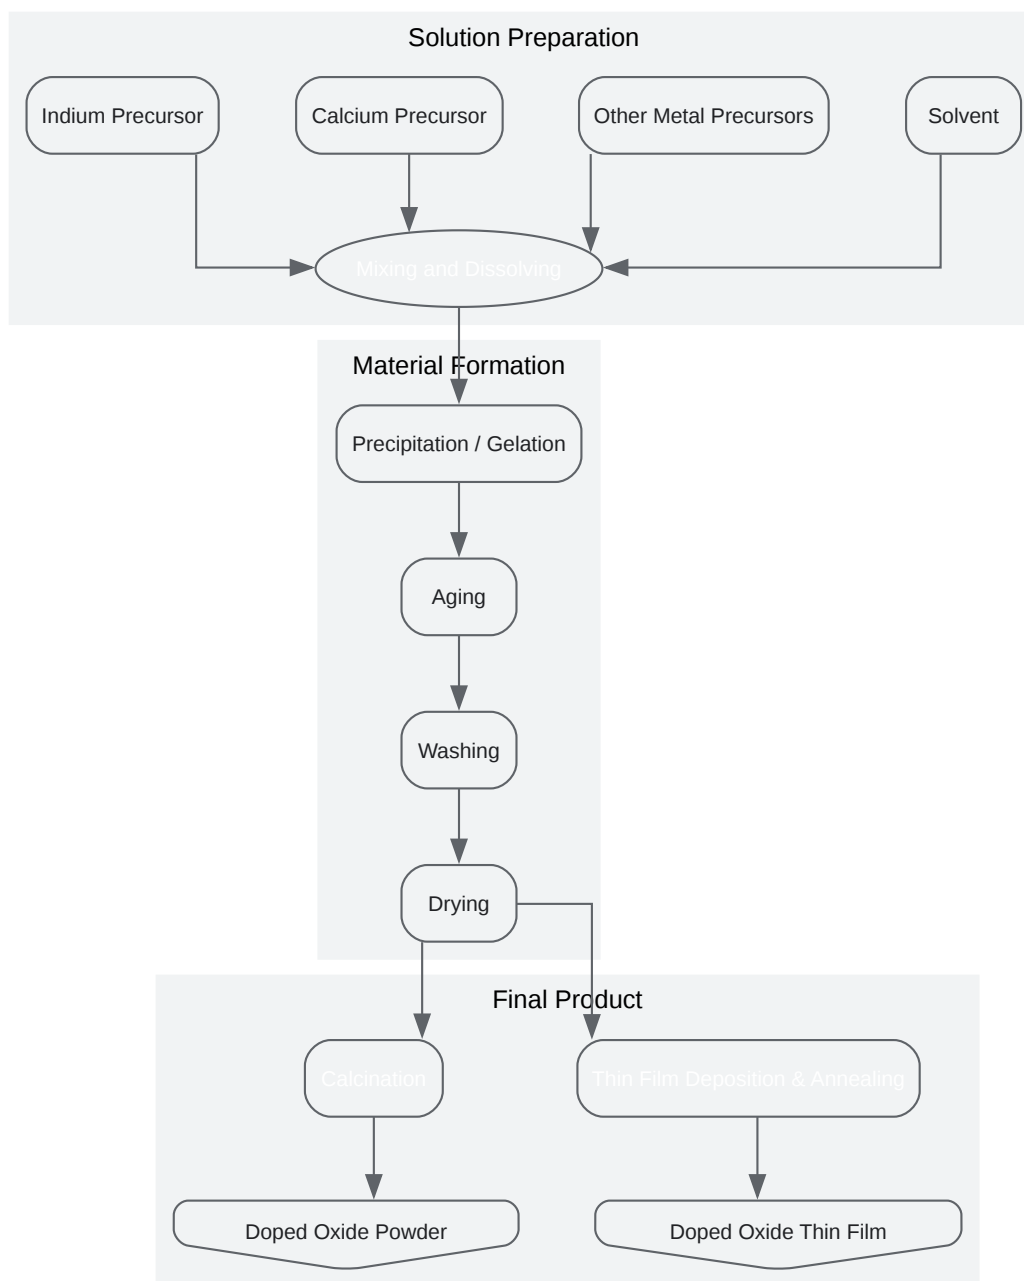 Solution Preparation
Indium Precursor
Calcium Precursor
Other Metal Precursors
Solvent
Mixing and Dissolving
Material Formation
Precipitation / Gelation
Aging
Washing
Drying
Final Product
Calcination
Thin Film Deposition & Annealing
Doped Oxide Powder
Doped Oxide Thin Film